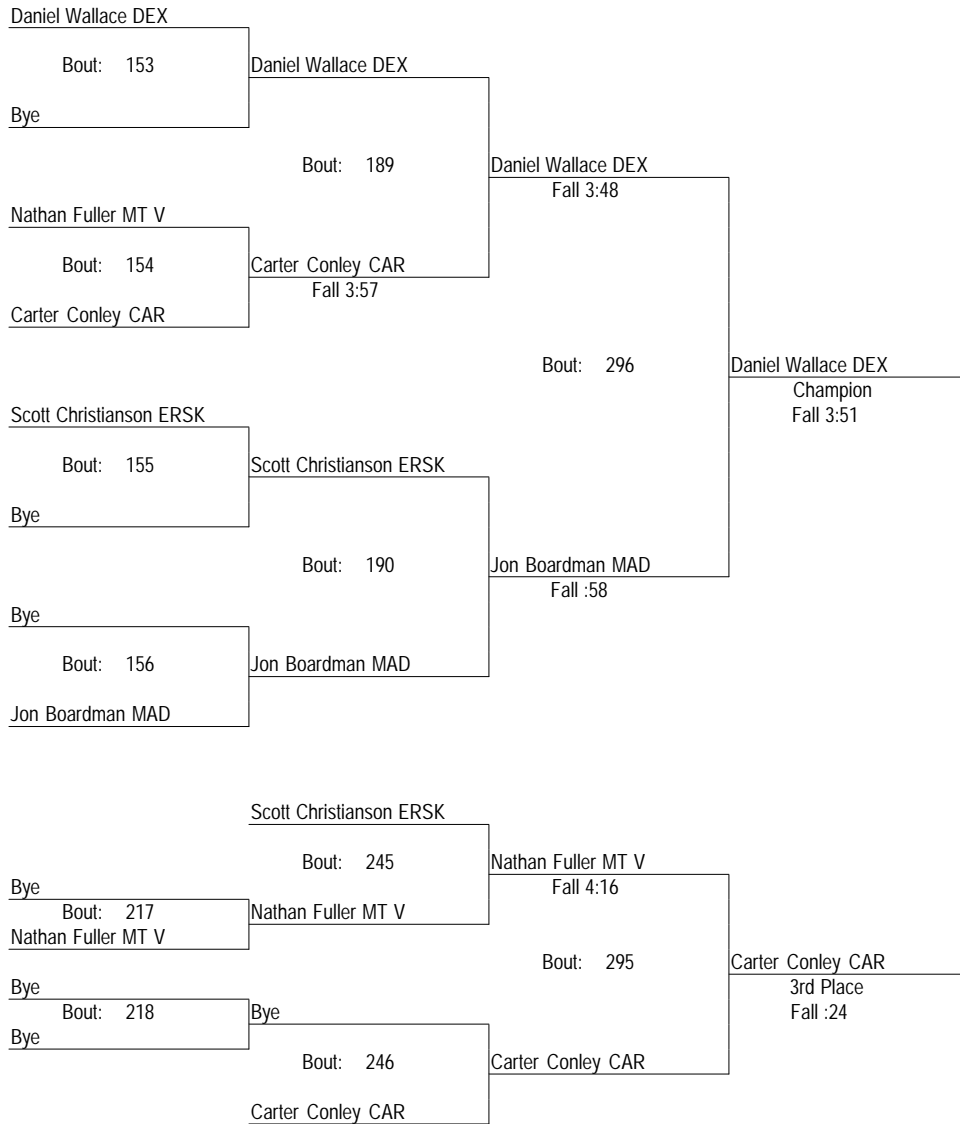 Daniel Wallace DEX
Bout: 153
Daniel Wallace DEX
Bye
Bout: 189
Daniel Wallace DEX
Fall 3:48
Nathan Fuller MT V
Bout: 154
Carter Conley CAR
Fall 3:57
Carter Conley CAR
Bout: 296
Daniel Wallace DEX
Champion
Fall 3:51
Scott Christianson ERSK
Bout: 155
Scott Christianson ERSK
Bye
Bout: 190
Jon Boardman MAD
Fall :58
Bye
Bout: 156
Jon Boardman MAD
Jon Boardman MAD
Scott Christianson ERSK
Bout: 245
Nathan Fuller MT V
Fall 4:16
Bye
Bout: 217
Nathan Fuller MT V
Nathan Fuller MT V
Bout: 295
Carter Conley CAR
3rd Place
Fall :24
Bye
Bout: 218
Bye
Bye
Bout: 246
Carter Conley CAR
Carter Conley CAR